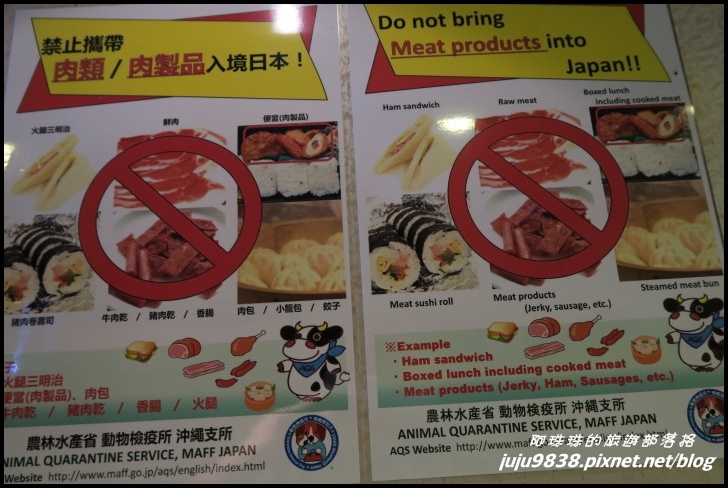 禁止攜帶
肉類 / 肉製品入境日本！
火腿三明治
鮮肉
便當(肉製品)
豬肉卷壽司
牛肉乾 / 豬肉乾 / 香腸
肉包 / 小籠包 / 餃子
子
火腿三明治
便當(肉製品)、肉包
牛肉乾 / 豬肉乾 / 香腸 / 火腿
農林水產省 動物検疫所 沖縄支所
ANIMAL QUARANTINE SERVICE, MAFF JAPAN
Website http://www.maff.go.jp/aqs/english/index.html
Do not bring
Meat products into
Japan!!
Ham sandwich
Raw meat
Boxed lunch
including cooked meat
Meat sushi roll
Meat products
(Jerky, sausage, etc.)
Steamed meat bun
※Example
・Ham sandwich
・Boxed lunch including cooked meat
・Meat products (Jerky, Ham, Sausages, etc.)
農林水産省 動物検疫所 沖縄支所
ANIMAL QUARANTINE SERVICE, MAFF JAPAN
AQS Website http://www.maff
珠珠的旅遊部落格
juju9838.pixnet.net/blog